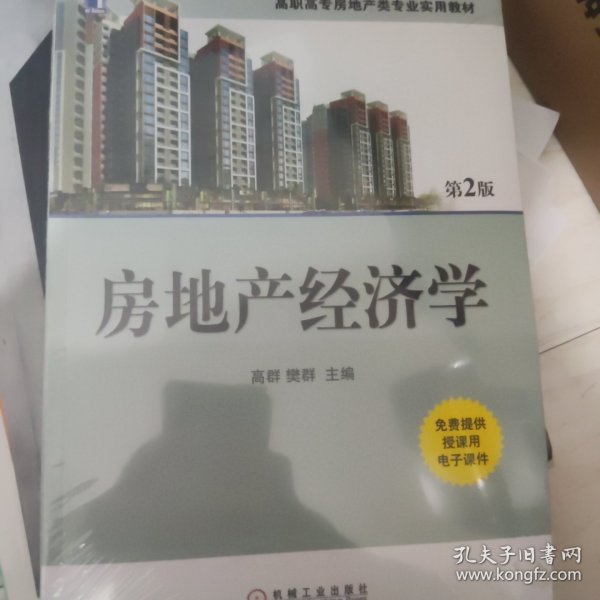 高职高专房地产类专业实用教材
第2版
房地产经济学
高群 樊群 主编
免费提供
授课用
电子课件
机械工业出版社
孔夫子旧书网
www.kongfz.com